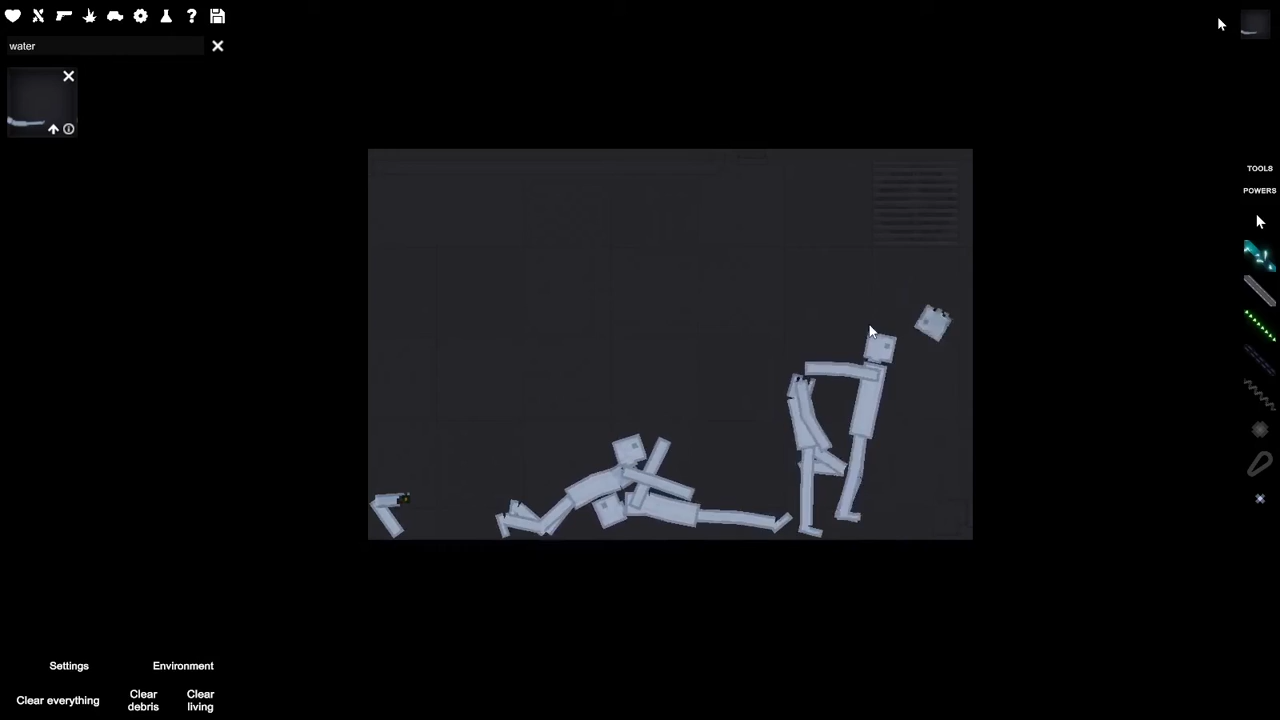 water
TOOLS
POWERS
Settings
Environment
Clear everything
Clear
debris
Clear
living